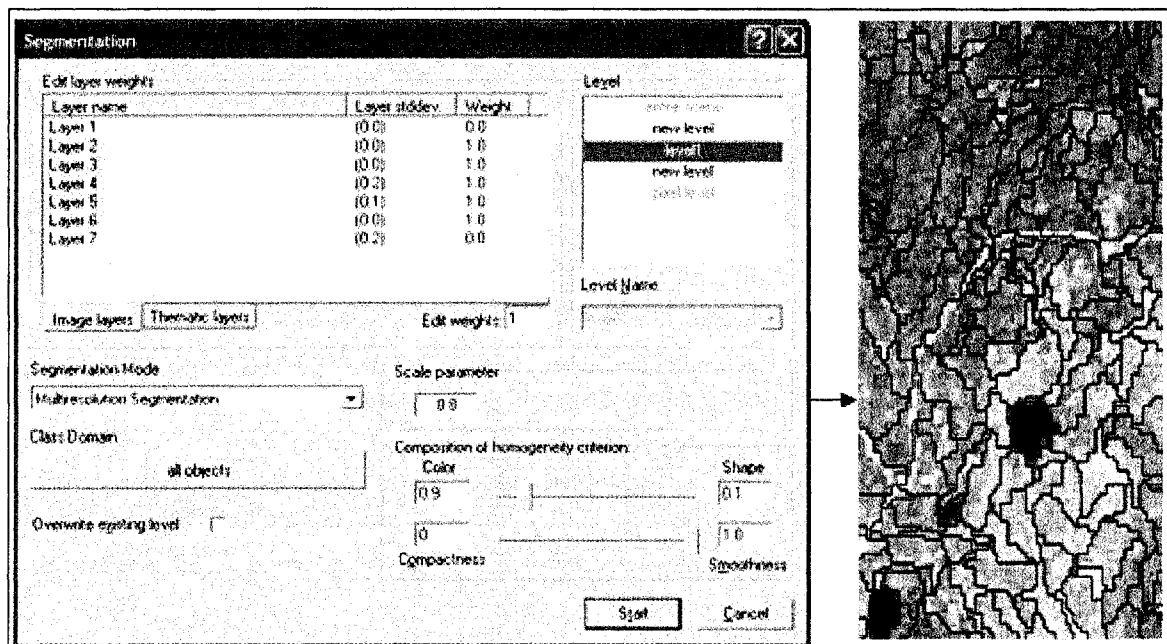 Segmentation
Edit layer weights
Layer name Layer stddev. Weight
Layer 1 (0.0) 0.0
Layer 2 (0.0) 1.0
Layer 3 (0.0) 1.0
Layer 4 (0.2) 1.0
Layer 5 (0.1) 1.0
Layer 6 (0.0) 1.0
Layer 7 (0.2) 0.0
Image layers Thematic layers Edit weights: 1
Level
new level
new level
pixel level
Level Name
Segmentation Mode
Multiresolution Segmentation
Class Domain
all objects
Overwrite existing level
Scale parameter
Composition of homogeneity criterion:
Color Shape
0.9 0.1
0 1.0
Compactness Smoothness
Start Cancel